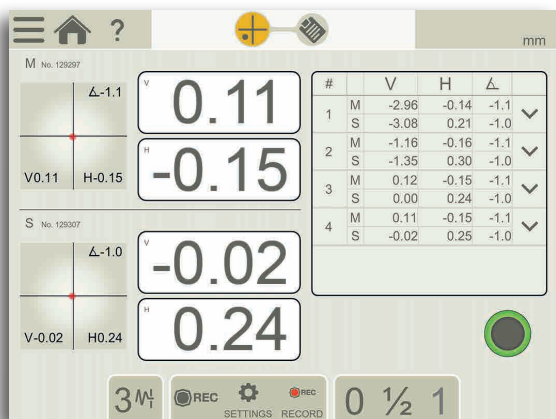 ?
mm
M No. 129297
∡-1.1
V0.11 H-0.15
V 0.11
H -0.15
S No. 129307
∡-1.0
V-0.02 H0.24
V -0.02
H 0.24
# V H ∡
1 M -2.96 -0.14 -1.1
S -3.08 0.21 -1.0
2 M -1.16 -0.16 -1.1
S -1.35 0.30 -1.0
3 M 0.12 -0.15 -1.1
S 0.00 0.24 -1.0
4 M 0.11 -0.15 -1.1
S -0.02 0.25 -1.0
3
REC
SETTINGS
REC
RECORD
0 ½ 1